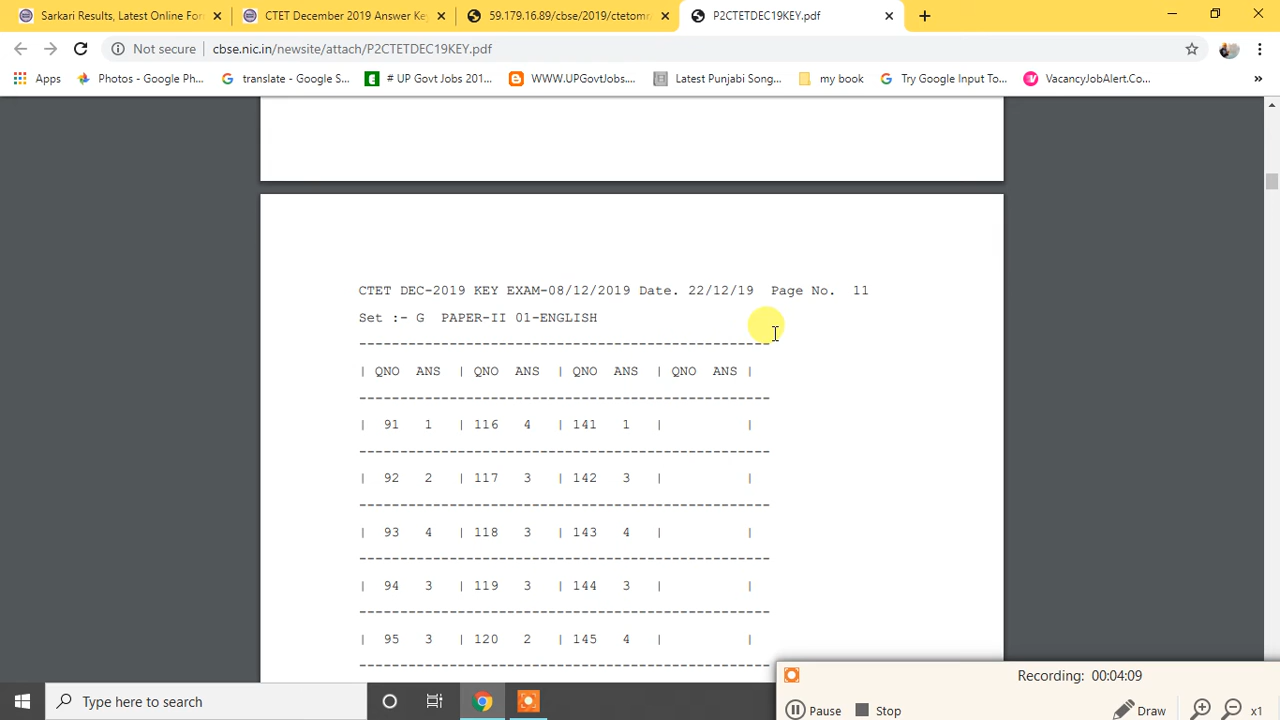 Sarkari Results, Latest Online For
CTET December 2019 Answer Key
59.179.16.89/cbse/2019/ctetomr
P2CTETDEC19KEY.pdf
Not secure
cbse.nic.in/newsite/attach/P2CTETDEC19KEY.pdf
Apps
Photos - Google Ph...
translate - Google S...
# UP Govt Jobs 201...
WWW.UPGovtJobs....
Latest Punjabi Song...
my book
Try Google Input To...
VacancyJobAlert.Co...
»
CTET DEC-2019 KEY EXAM-08/12/2019 Date. 22/12/19 Page No. 11
Set :- G PAPER-II 01-ENGLISH
--------------------------------------------------
| QNO ANS | QNO ANS | QNO ANS | QNO ANS |
--------------------------------------------------
| 91 1 | 116 4 | 141 1 | |
--------------------------------------------------
| 92 2 | 117 3 | 142 3 | |
--------------------------------------------------
| 93 4 | 118 3 | 143 4 | |
--------------------------------------------------
| 94 3 | 119 3 | 144 3 | |
--------------------------------------------------
| 95 3 | 120 2 | 145 4 | |
--------------------------------------------------
Recording: 00:04:09
Pause
Stop
Draw
x1
Type here to search